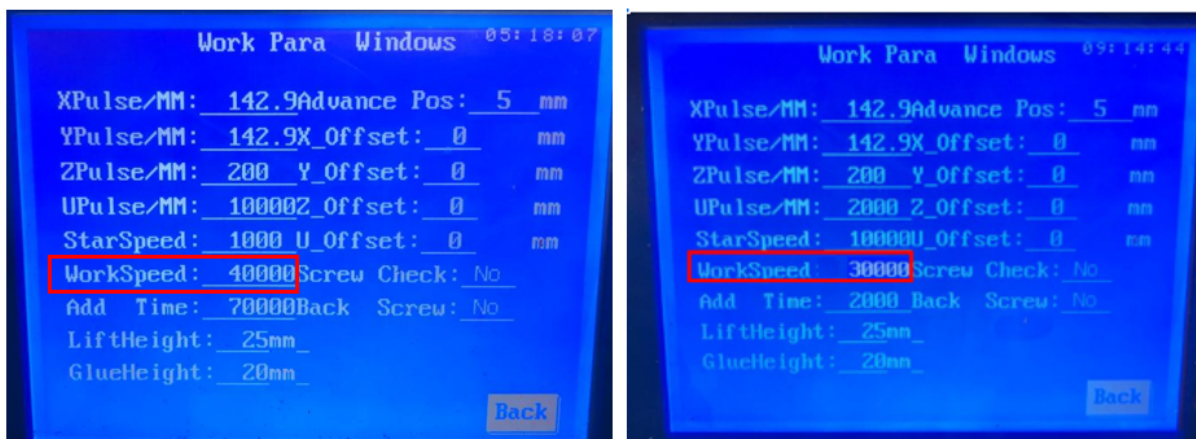 Work Para Windows 05:18:07
XPulse/MM: 142.9Advance Pos: 5 mm
YPulse/MM: 142.9X_Offset: 0 mm
ZPulse/MM: 200 Y_Offset: 0 mm
UPulse/MM: 10000Z_Offset: 0 mm
StarSpeed: 1000 U_Offset: 0 mm
WorkSpeed: 40000Screw Check: No
Add Time: 70000Back Screw: No
LiftHeight: 25mm
GlueHeight: 20mm
Back
Work Para Windows 09:14:44
XPulse/MM: 142.9Advance Pos: 5 mm
YPulse/MM: 142.9X_Offset: 0 mm
ZPulse/MM: 200 Y_Offset: 0 mm
UPulse/MM: 2000 Z_Offset: 0 mm
StarSpeed: 10000U_Offset: 0 mm
WorkSpeed: 30000Screw Check: No
Add Time: 2000 Back Screw: No
LiftHeight: 25mm
GlueHeight: 20mm
Back